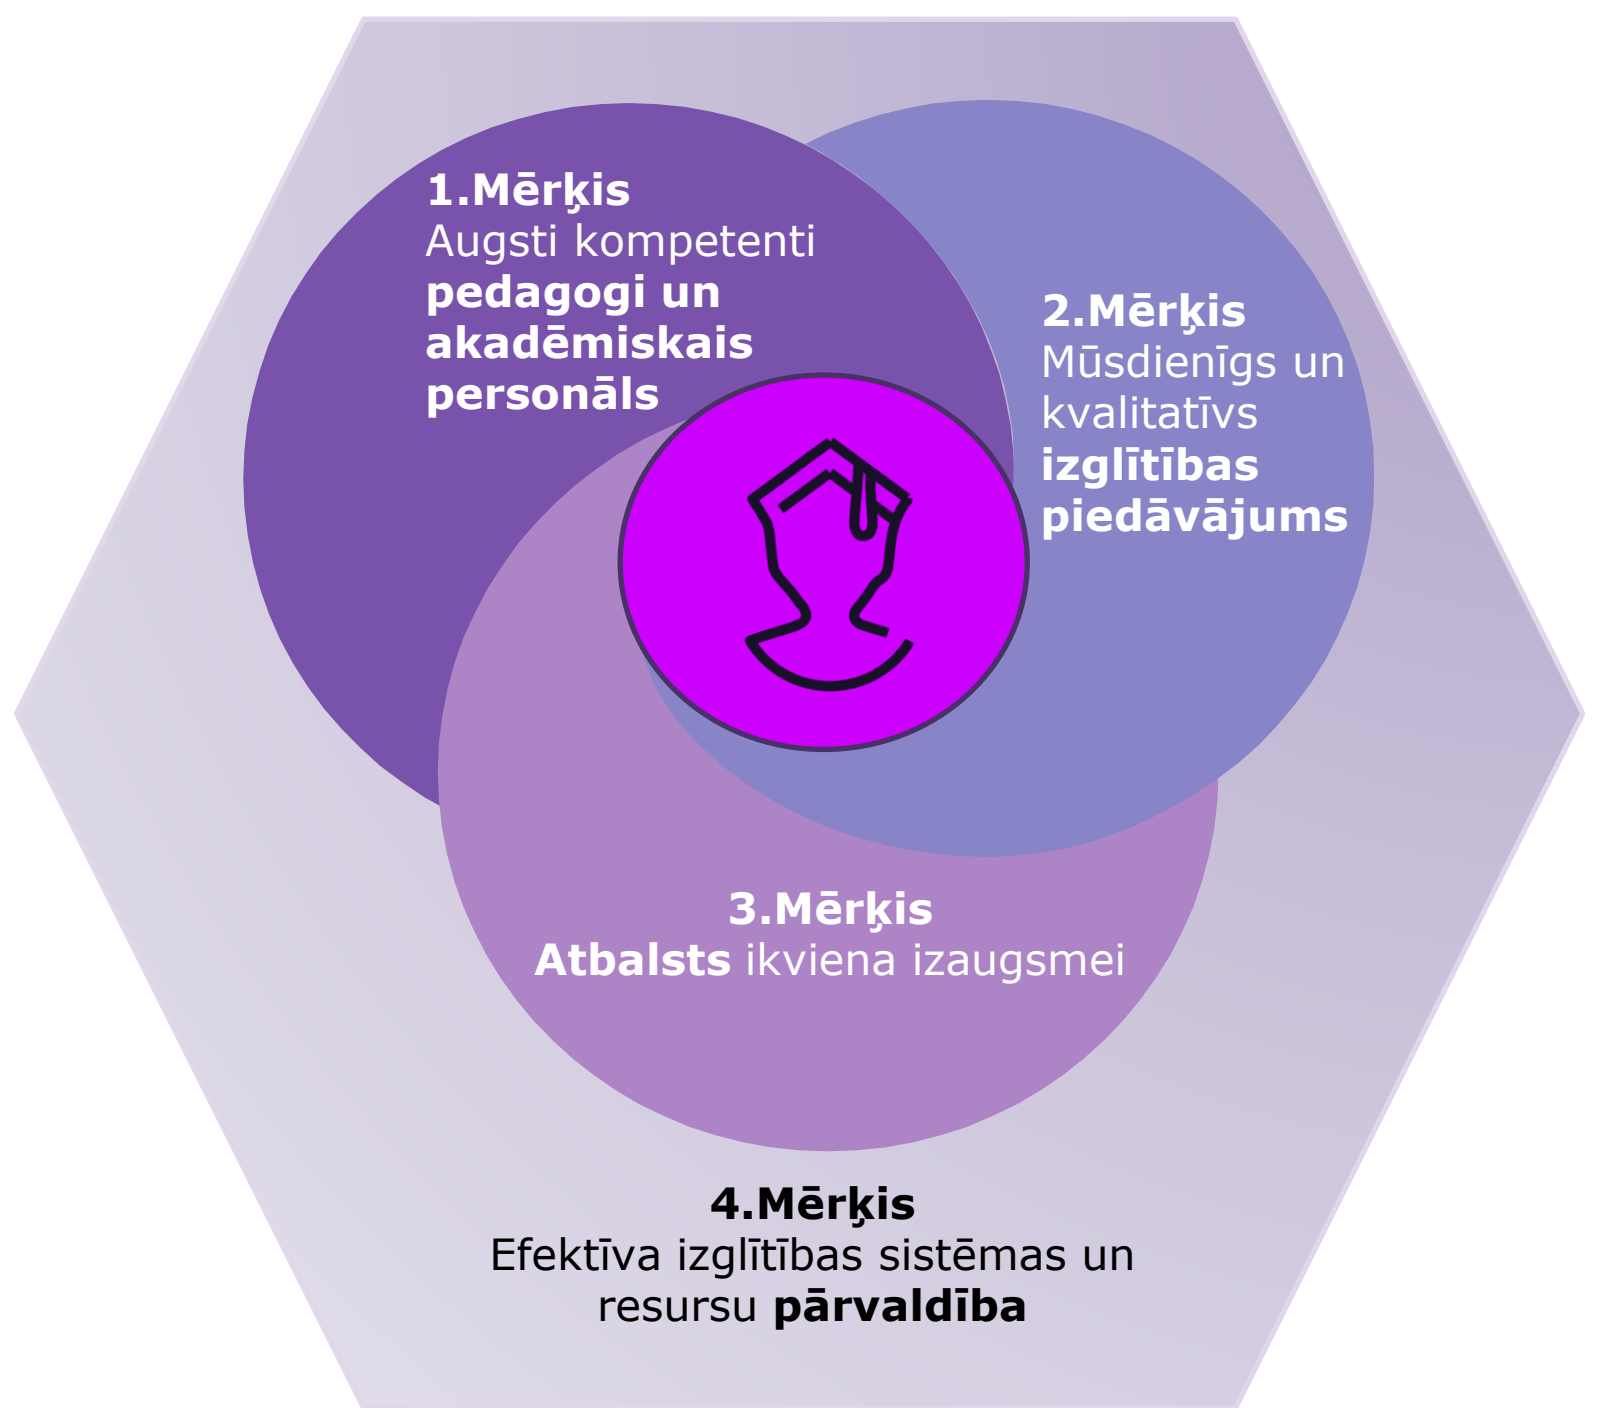 1.Mērķis
Augsti kompetenti
pedagogi un
akadēmiskais
personāls
2.Mērķis
Mūsdienīgs un
kvalitatīvs
izglītības
piedāvājums
3.Mērķis
Atbalsts ikviena izaugsmei
4.Mērķis
Efektīva izglītības sistēmas un
resursu pārvaldība